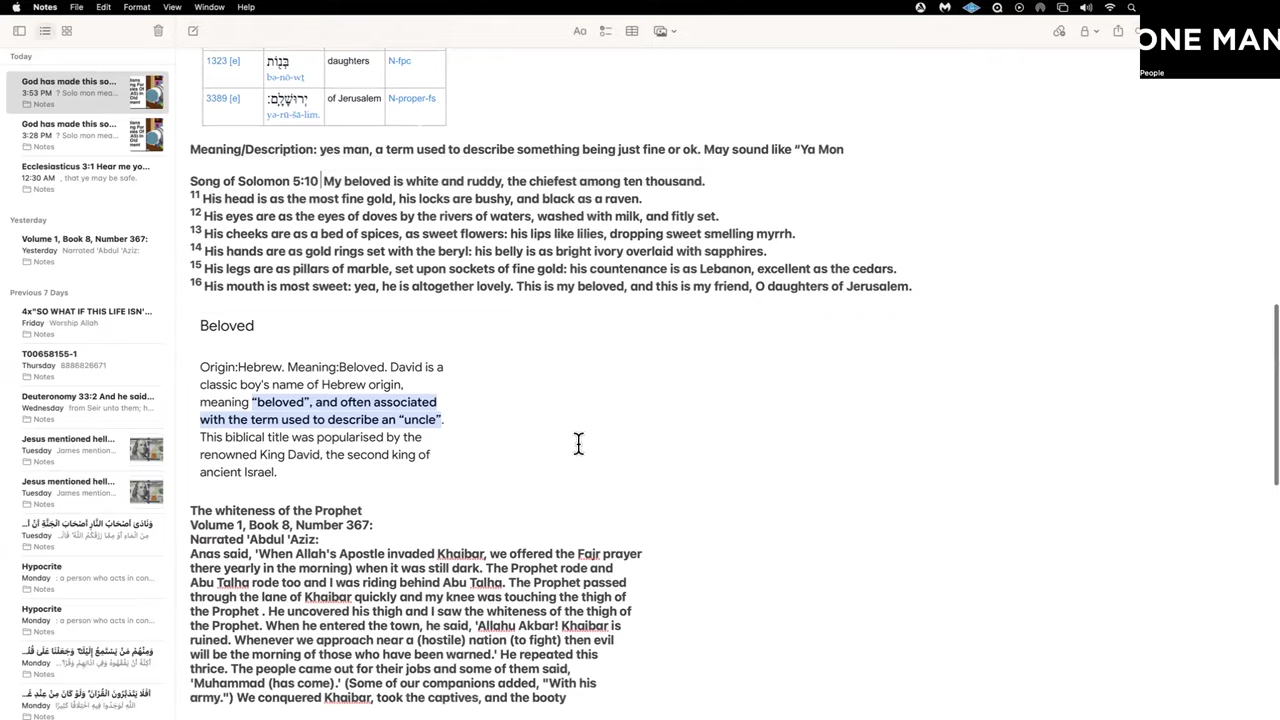 Notes File Edit Format View Window Help
Aa
ONE MAN
People
Today
God has made this so...
3:53 PM ? Solo mon mea...
Notes
God has made this so...
3:28 PM ? Solo mon mea...
Notes
Ecclesiasticus 3:1 Hear me yo...
12:30 AM , that ye may be safe.
Notes
Yesterday
Volume 1, Book 8, Number 367:
Yesterday Narrated 'Abdul 'Aziz:
Notes
Previous 7 Days
4x"SO WHAT IF THIS LIFE ISN'...
Friday Worship Allah
Notes
T00658155-1
Thursday 8886826671
Notes
Deuteronomy 33:2 And he said...
Wednesday from Seir unto them; h...
Notes
Jesus mentioned hell...
Tuesday James mention...
Notes
Jesus mentioned hell...
Tuesday James mention...
Notes
وَنَادَىٰ أَصْحَابُ النَّارِ أَصْحَابَ الْجَنَّةِ أَنْ أَ...
Tuesday
Notes
Hypocrite
Monday : a person who acts in con...
Notes
Hypocrite
Monday : a person who acts in con...
Notes
Monday
Notes
Monday
1323 [e] בְּנ֖וֹת daughters N-fpc
bə·nō·wṯ
3389 [e] יְרוּשָׁלִָֽם׃ of Jerusalem N-proper-fs
yə·rū·šā·lim.
Meaning/Description: yes man, a term used to describe something being just fine or ok. May sound like “Ya Mon
Song of Solomon 5:10 My beloved is white and ruddy, the chiefest among ten thousand.
11 His head is as the most fine gold, his locks are bushy, and black as a raven.
12 His eyes are as the eyes of doves by the rivers of waters, washed with milk, and fitly set.
13 His cheeks are as a bed of spices, as sweet flowers: his lips like lilies, dropping sweet smelling myrrh.
14 His hands are as gold rings set with the beryl: his belly is as bright ivory overlaid with sapphires.
15 His legs are as pillars of marble, set upon sockets of fine gold: his countenance is as Lebanon, excellent as the cedars.
16 His mouth is most sweet: yea, he is altogether lovely. This is my beloved, and this is my friend, O daughters of Jerusalem.
Beloved
Origin:Hebrew. Meaning:Beloved. David is a
classic boy's name of Hebrew origin,
meaning “beloved”, and often associated
with the term used to describe an “uncle”.
This biblical title was popularised by the
renowned King David, the second king of
ancient Israel.
The whiteness of the Prophet
Volume 1, Book 8, Number 367:
Narrated 'Abdul 'Aziz:
Anas said, 'When Allah's Apostle invaded Khaibar, we offered the Fajr prayer
there yearly in the morning) when it was still dark. The Prophet rode and
Abu Talha rode too and I was riding behind Abu Talha. The Prophet passed
through the lane of Khaibar quickly and my knee was touching the thigh of
the Prophet . He uncovered his thigh and I saw the whiteness of the thigh of
the Prophet. When he entered the town, he said, 'Allahu Akbar! Khaibar is
ruined. Whenever we approach near a (hostile) nation (to fight) then evil
will be the morning of those who have been warned.' He repeated this
thrice. The people came out for their jobs and some of them said,
'Muhammad (has come).' (Some of our companions added, "With his
army.") We conquered Khaibar, took the captives, and the booty